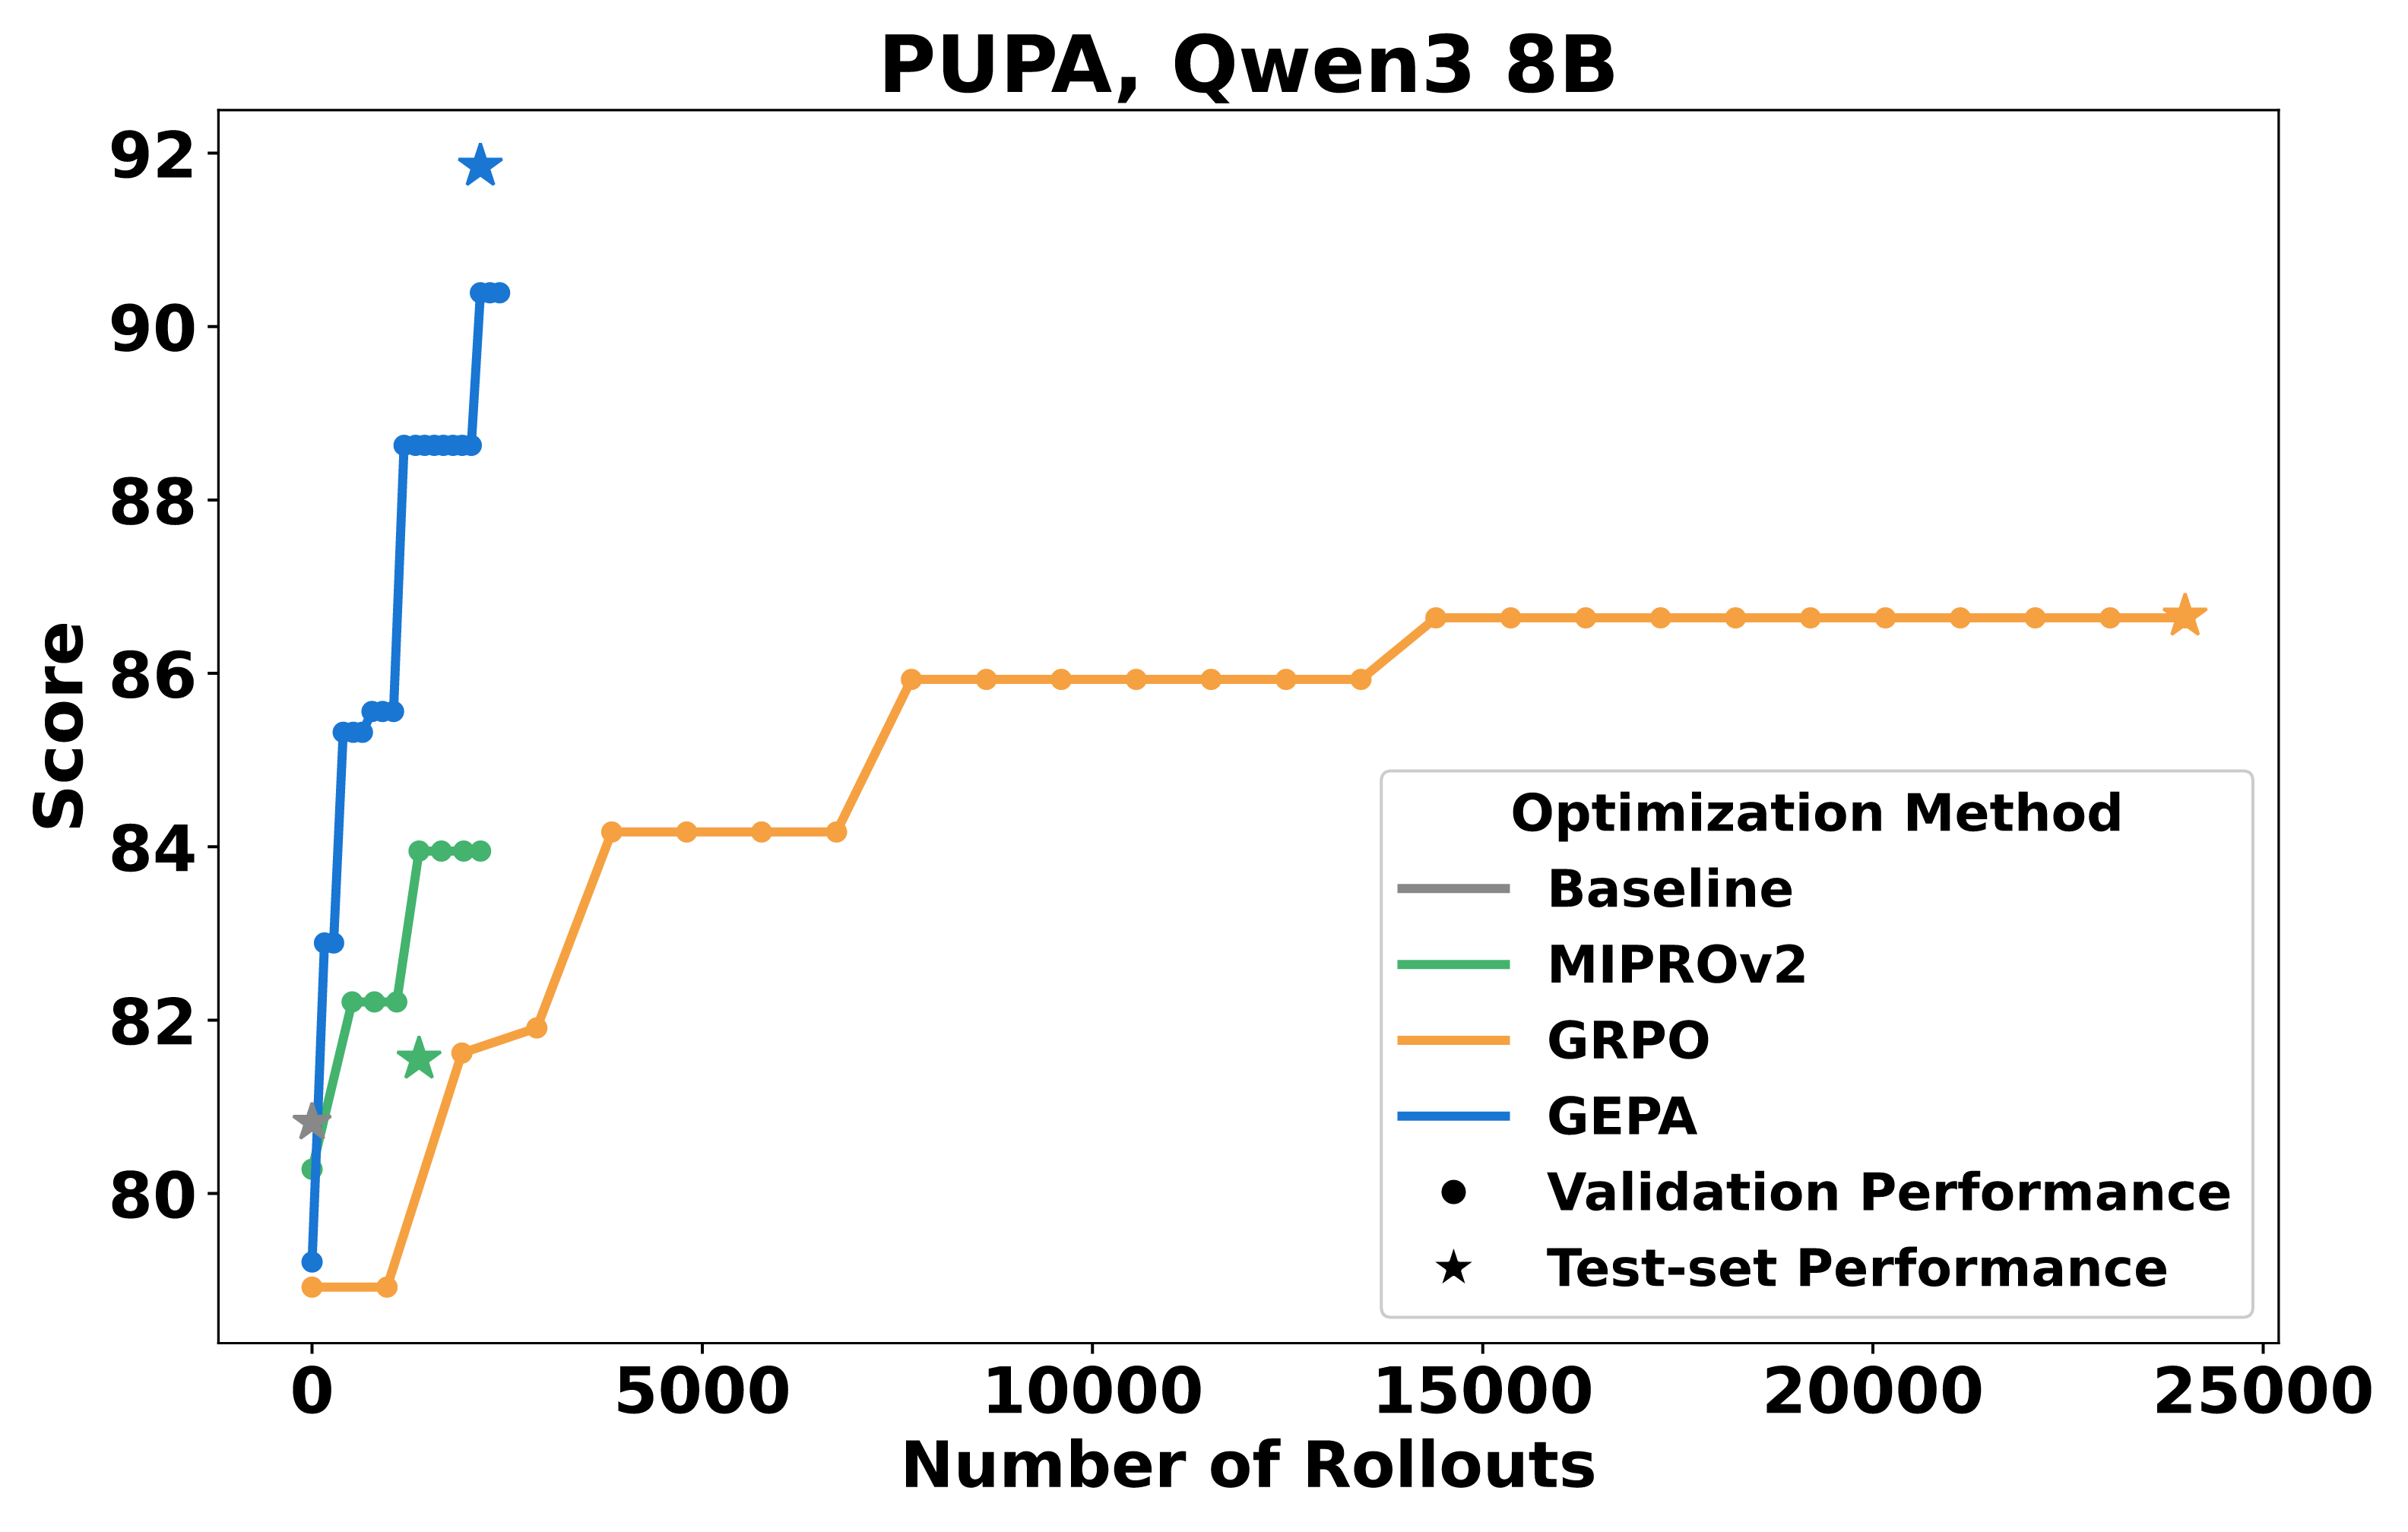 PUPA, Qwen3 8B
92
90
88
86
84
82
80
Score
0 5000 10000 15000 20000 25000
Number of Rollouts
Optimization Method
Baseline
MIPROv2
GRPO
GEPA
Validation Performance
Test-set Performance